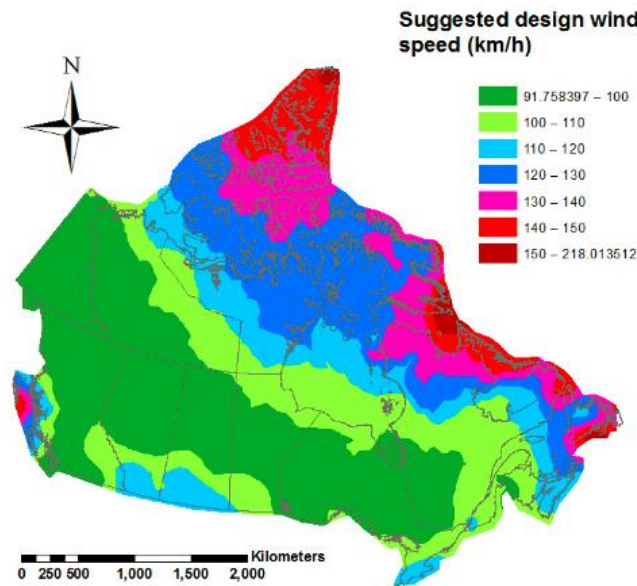 Suggested design wind
speed (km/h)
N
91.758397 – 100
100 – 110
110 – 120
120 – 130
130 – 140
140 – 150
150 – 218.013512
Kilometers
0 250 500 1,000 1,500 2,000